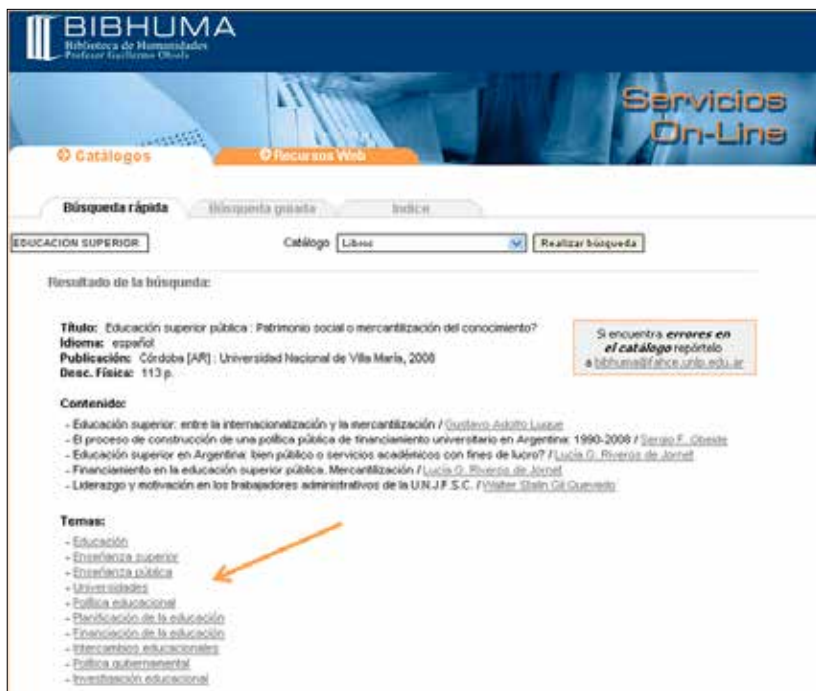 BIBHUMA
Biblioteca de Humanidades
Profesor Guillermo Obiols
Servicios
On-Line
Catálogos
Recursos Web
Búsqueda rápida
Búsqueda guiada
Indice
EDUCACION SUPERIOR
Catálogo
Libros
Realizar búsqueda
Resultado de la búsqueda:
Título: Educación superior pública : Patrimonio social o mercantilización del conocimiento?
Idioma: español
Publicación: Córdoba [AR] : Universidad Nacional de Villa María, 2008
Desc. Física: 113 p.
Si encuentra errores en
el catálogo repórtelo
a bibhuma@fahce.unlp.edu.ar
Contenido:
- Educación superior: entre la internacionalización y la mercantilización / Gustavo Adolfo Luque
- El proceso de construcción de una política pública de financiamiento universitario en Argentina: 1990-2008 / Sergio F. Obeide
- Educación superior en Argentina: bien público o servicios académicos con fines de lucro? / Lucía G. Riveros de Jornet
- Financiamiento en la educación superior pública. Mercantilización / Lucía G. Riveros de Jornet
- Liderazgo y motivación en los trabajadores administrativos de la U.N.J.F.S.C. / Walter Stalin Gil Quevedo
Temas:
- Educación
- Enseñanza superior
- Enseñanza pública
- Universidades
- Política educacional
- Planificación de la educación
- Financiación de la educación
- Intercambios educacionales
- Política gubernamental
- Investigación educacional